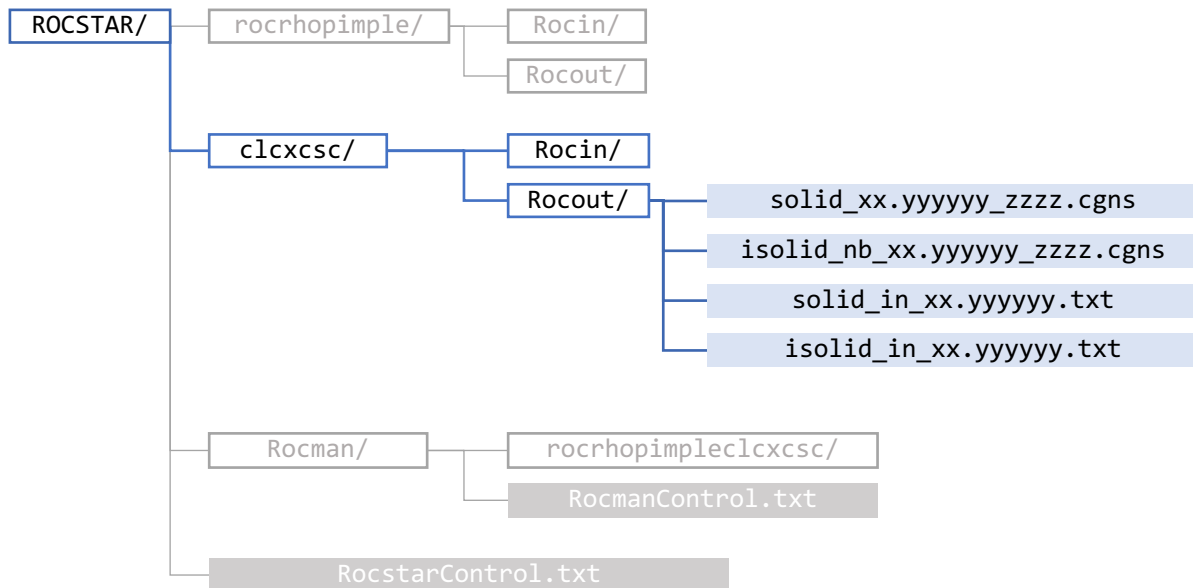 ROCSTAR/
rocrhopimple/
Rocin/
Rocout/
clcxcsc/
Rocin/
Rocout/
solid_xx.yyyyyy_zzzz.cgns
isolid_nb_xx.yyyyyy_zzzz.cgns
solid_in_xx.yyyyyy.txt
isolid_in_xx.yyyyyy.txt
Rocman/
rocrhopimpleclcxcsc/
RocmanControl.txt
RocstarControl.txt